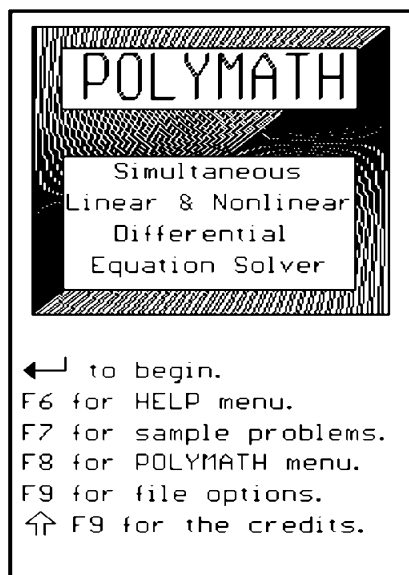 POLYMATH
Simultaneous
Linear & Nonlinear
Differential
Equation Solver
↵ to begin.
F6 for HELP menu.
F7 for sample problems.
F8 for POLYMATH menu.
F9 for file options.
⇧ F9 for the credits.